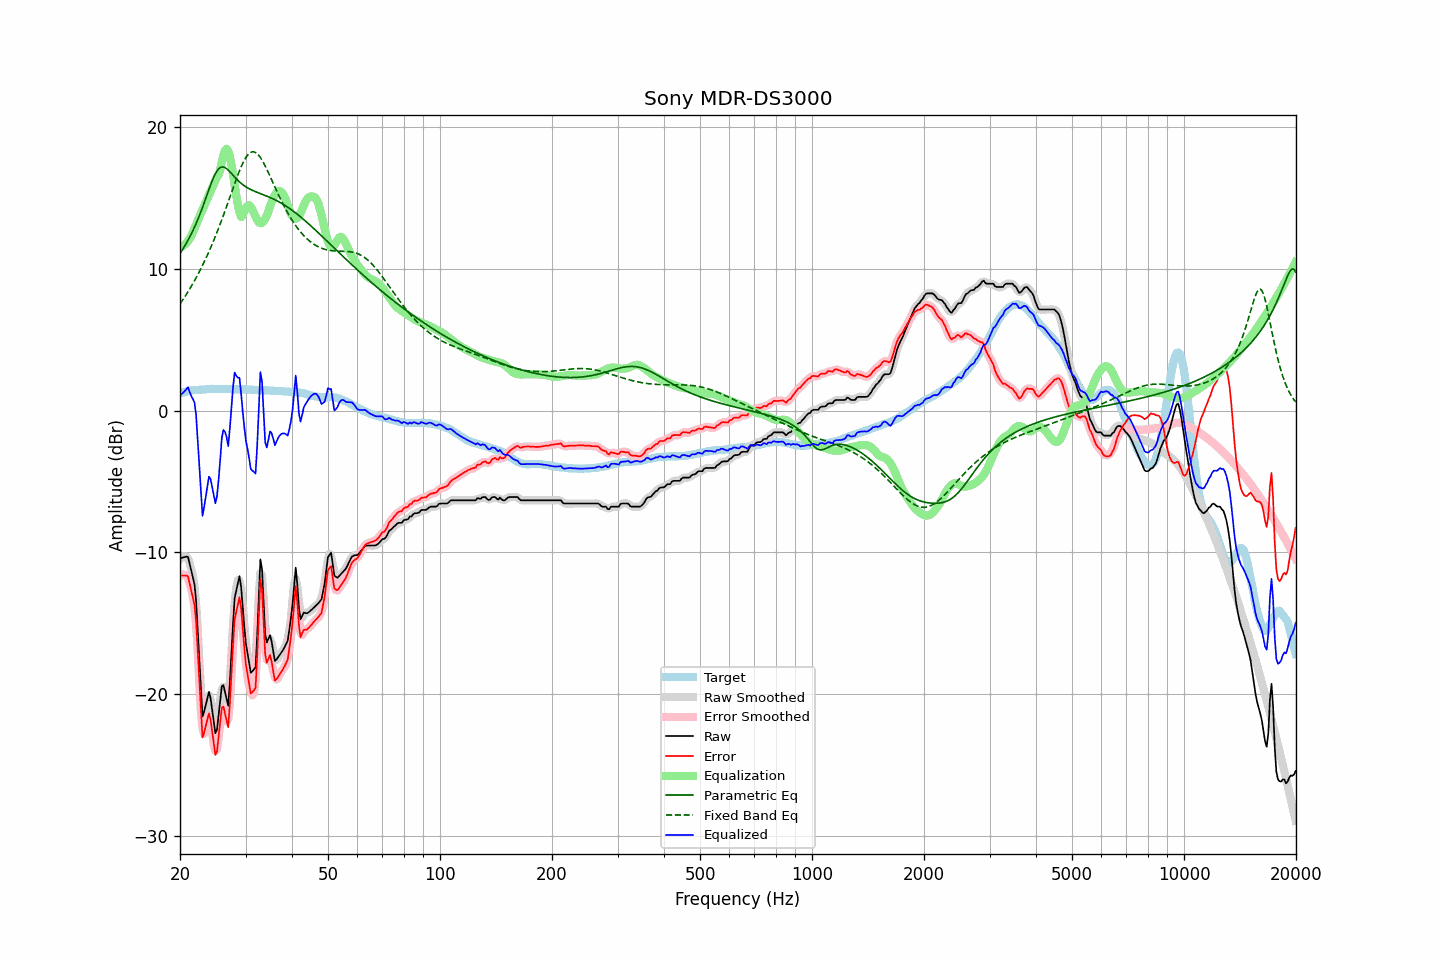 Sony MDR-DS3000
Amplitude (dBr)
20
10
0
−10
−20
−30
Target
Raw Smoothed
Error Smoothed
Raw
Error
Equalization
Parametric Eq
Fixed Band Eq
Equalized
20 50 100 200 500 1000 2000 5000 10000 20000
Frequency (Hz)